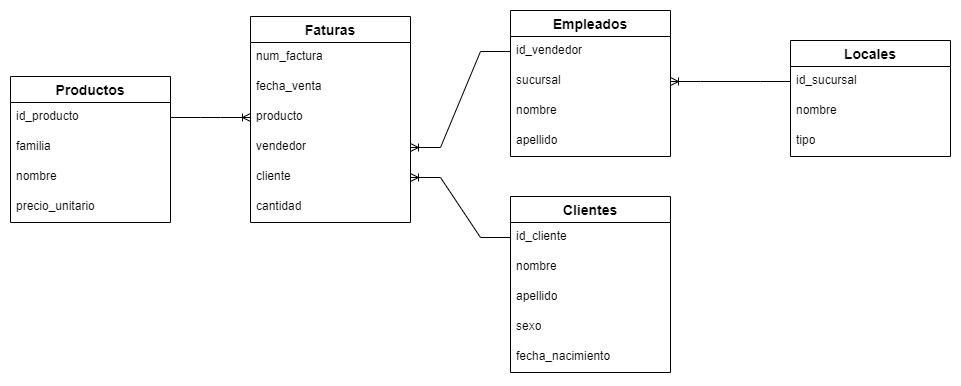 Productos
id_producto
familia
nombre
precio_unitario
Faturas
num_factura
fecha_venta
producto
vendedor
cliente
cantidad
Empleados
id_vendedor
sucursal
nombre
apellido
Clientes
id_cliente
nombre
apellido
sexo
fecha_nacimiento
Locales
id_sucursal
nombre
tipo